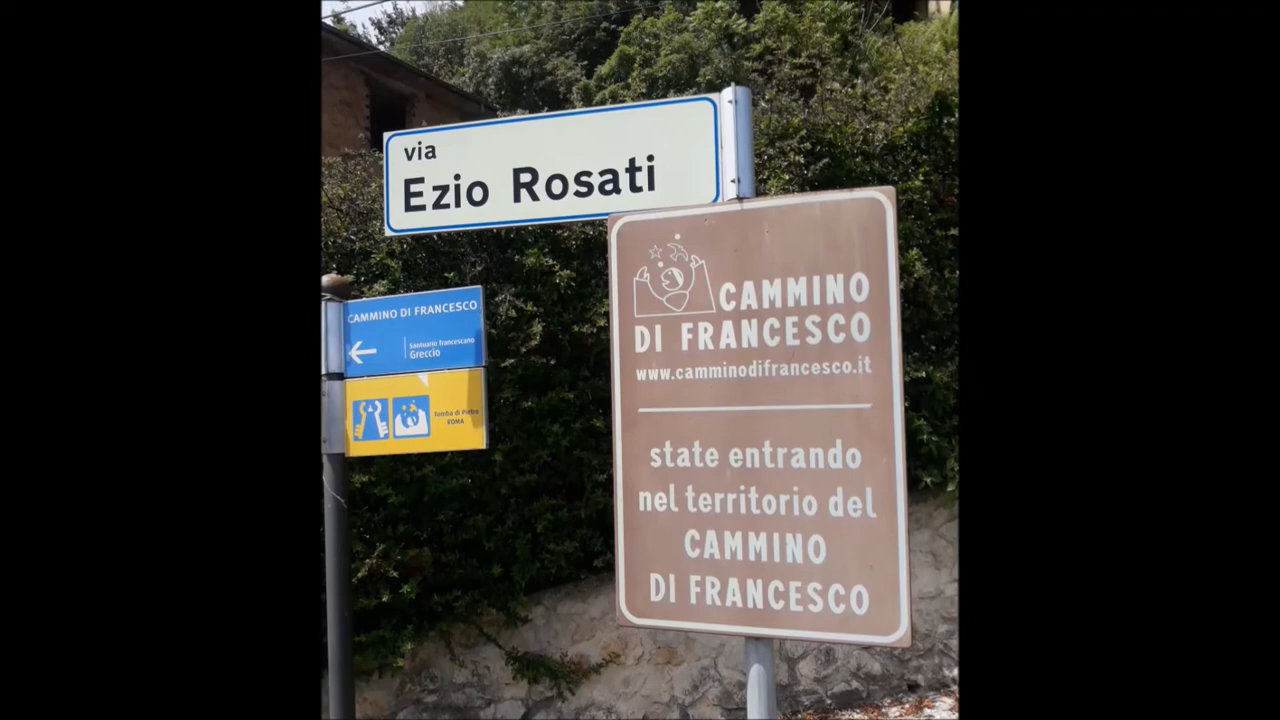 via
Ezio Rosati
CAMMINO DI FRANCESCO
Santuario francescano
Greccio
Tomba di Pietro
ROMA
CAMMINO
DI FRANCESCO
www.camminodifrancesco.it
state entrando
nel territorio del
CAMMINO
DI FRANCESCO